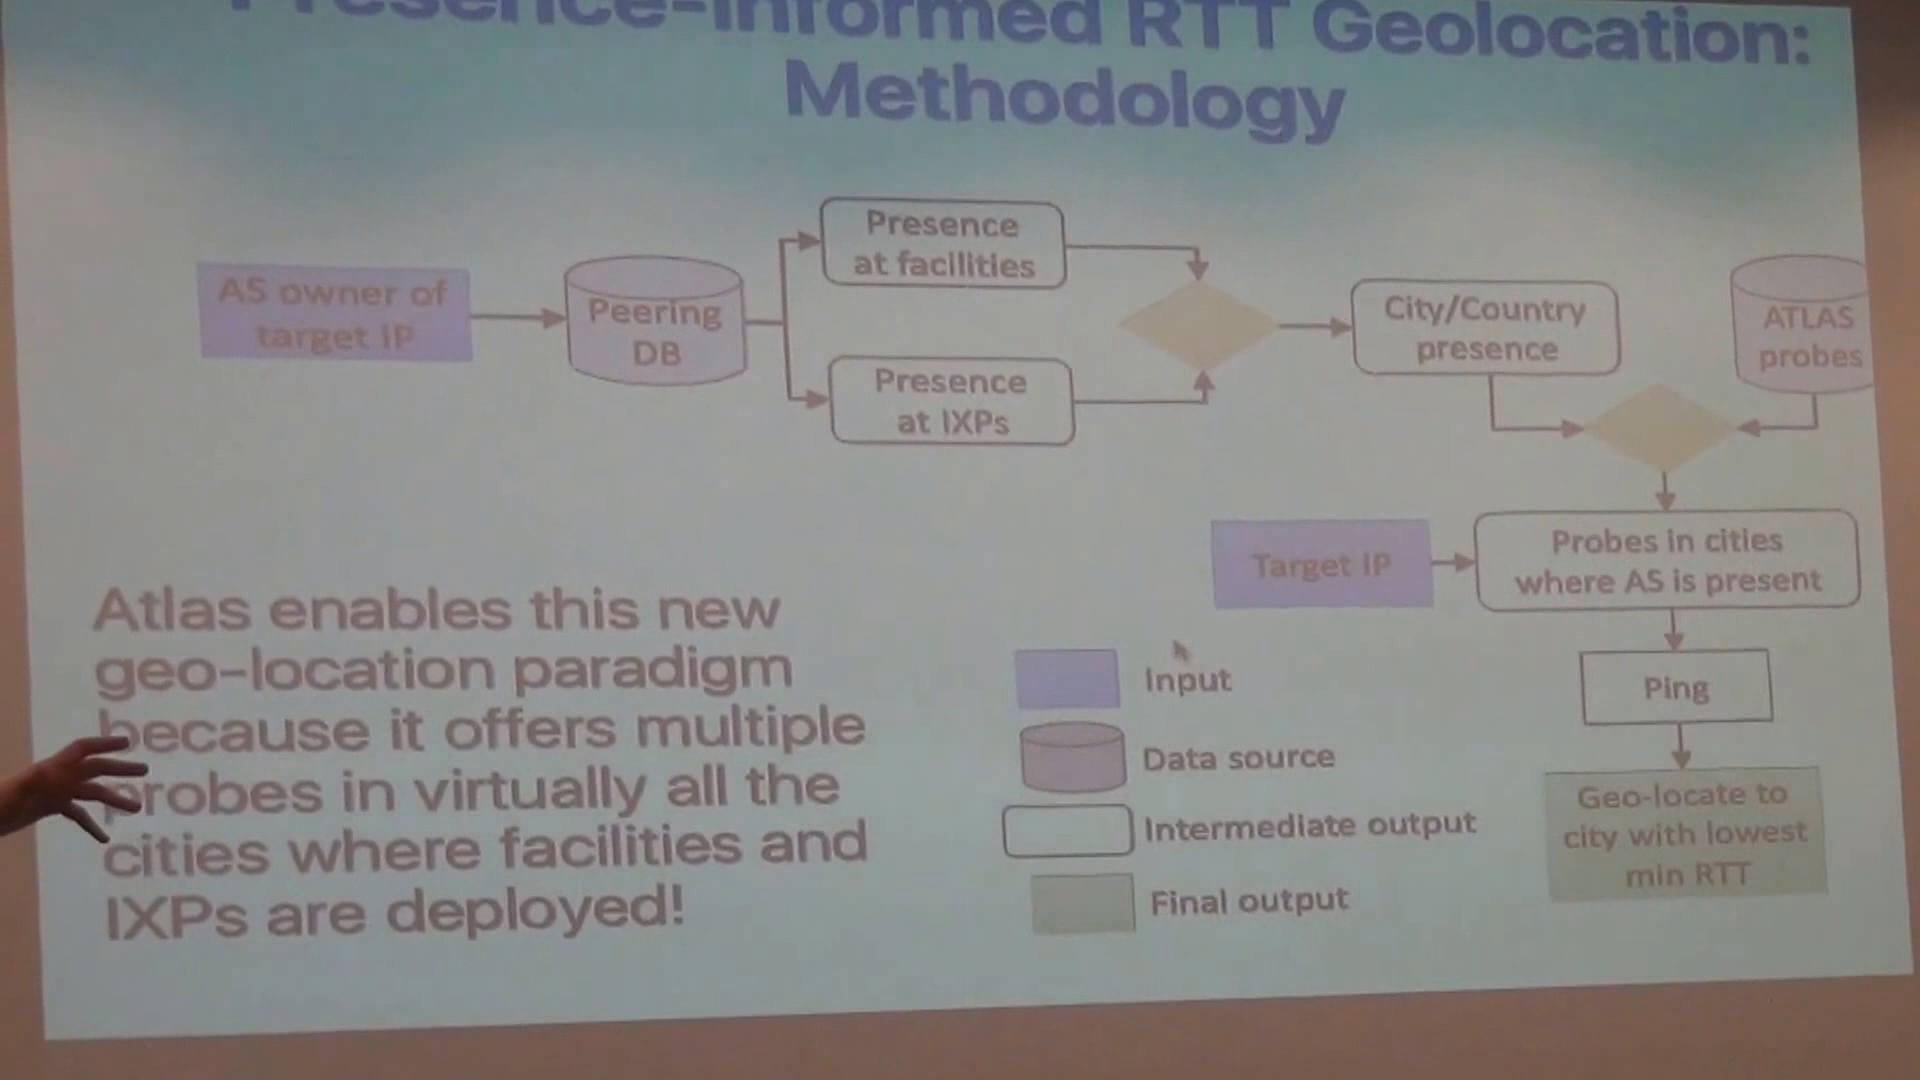 Presence-Informed RTT Geolocation:
Methodology
AS owner of
target IP
Peering
DB
Presence
at facilities
Presence
at IXPs
City/Country
presence
ATLAS
probes
Target IP
Probes in cities
where AS is present
Ping
Geo-locate to
city with lowest
min RTT
Atlas enables this new
geo-location paradigm
because it offers multiple
probes in virtually all the
cities where facilities and
IXPs are deployed!
Input
Data source
Intermediate output
Final output